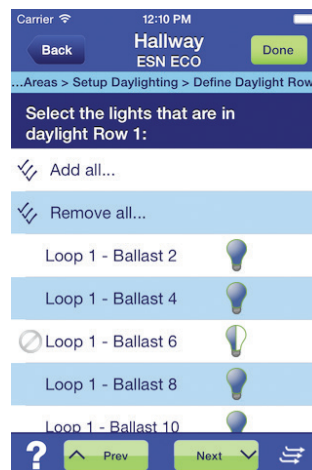 Carrier 12:10 PM
Back Hallway Done
ESN ECO
...Areas > Setup Daylighting > Define Daylight Row
Select the lights that are in
daylight Row 1:
Add all...
Remove all...
Loop 1 - Ballast 2
Loop 1 - Ballast 4
Loop 1 - Ballast 6
Loop 1 - Ballast 8
Loop 1 - Ballast 10
? Prev Next